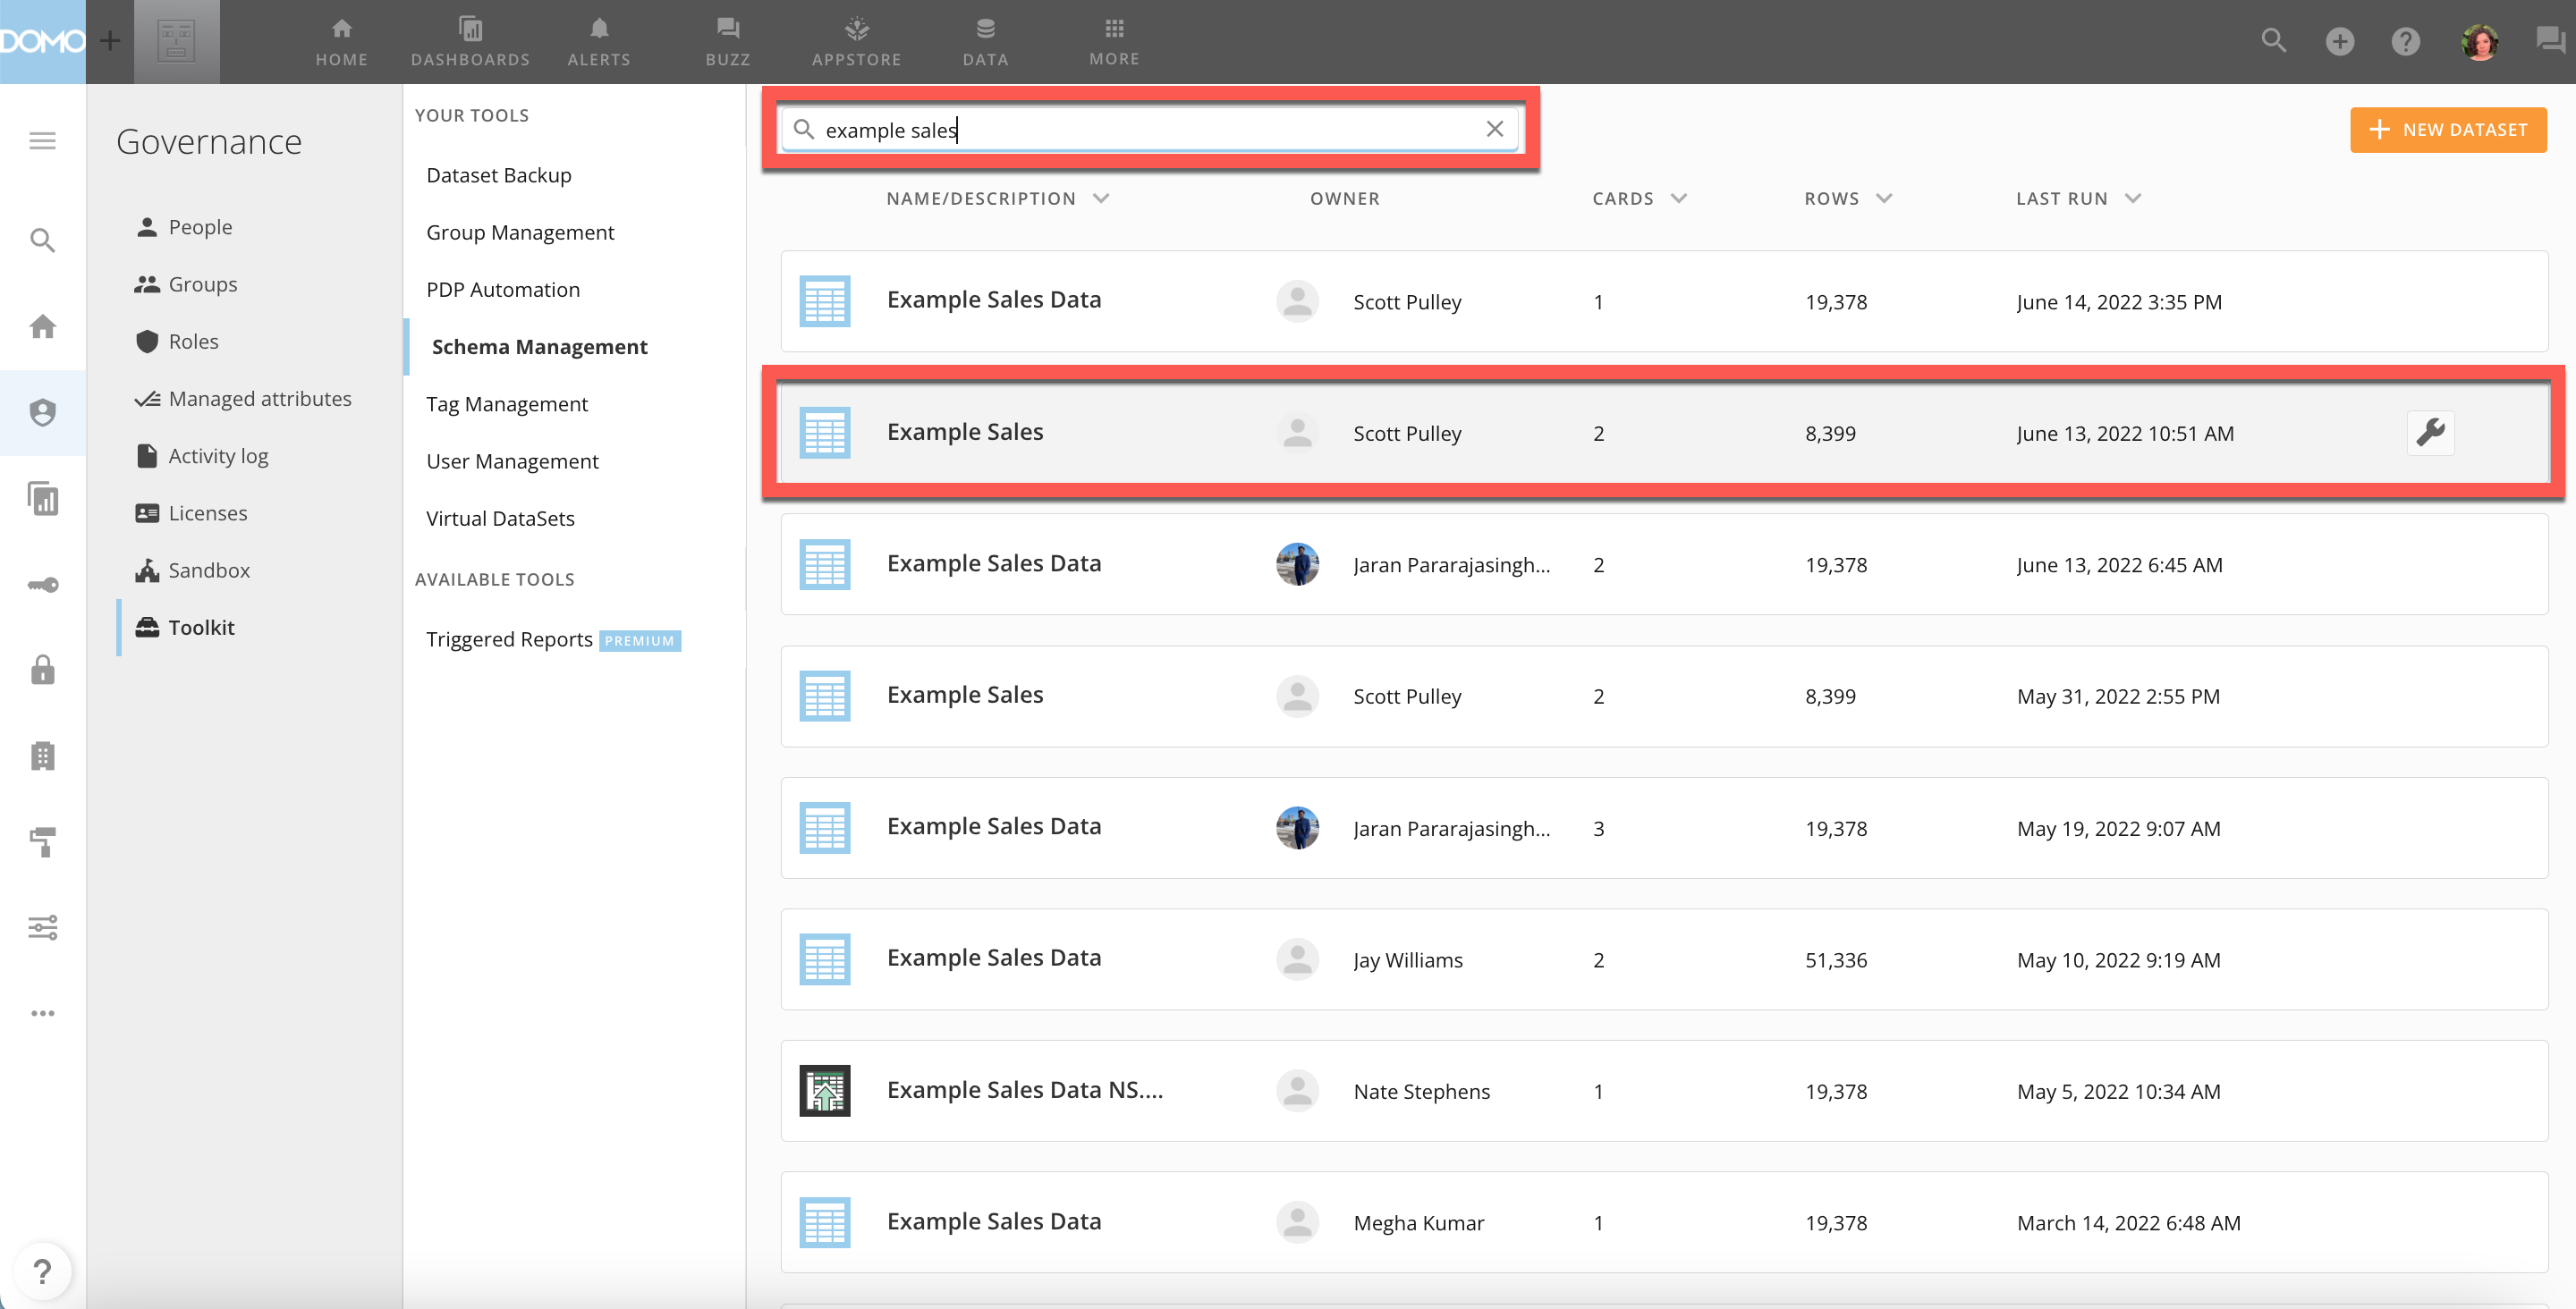 DOMO
HOME
DASHBOARDS
ALERTS
BUZZ
APPSTORE
DATA
MORE
Governance
People
Groups
Roles
Managed attributes
Activity log
Licenses
Sandbox
Toolkit
YOUR TOOLS
Dataset Backup
Group Management
PDP Automation
Schema Management
Tag Management
User Management
Virtual DataSets
AVAILABLE TOOLS
Triggered Reports PREMIUM
example sales
NEW DATASET
NAME/DESCRIPTION OWNER CARDS ROWS LAST RUN
Example Sales Data Scott Pulley 1 19,378 June 14, 2022 3:35 PM
Example Sales Scott Pulley 2 8,399 June 13, 2022 10:51 AM
Example Sales Data Jaran Pararajasingh... 2 19,378 June 13, 2022 6:45 AM
Example Sales Scott Pulley 2 8,399 May 31, 2022 2:55 PM
Example Sales Data Jaran Pararajasingh... 3 19,378 May 19, 2022 9:07 AM
Example Sales Data Jay Williams 2 51,336 May 10, 2022 9:19 AM
Example Sales Data NS.... Nate Stephens 1 19,378 May 5, 2022 10:34 AM
Example Sales Data Megha Kumar 1 19,378 March 14, 2022 6:48 AM
?